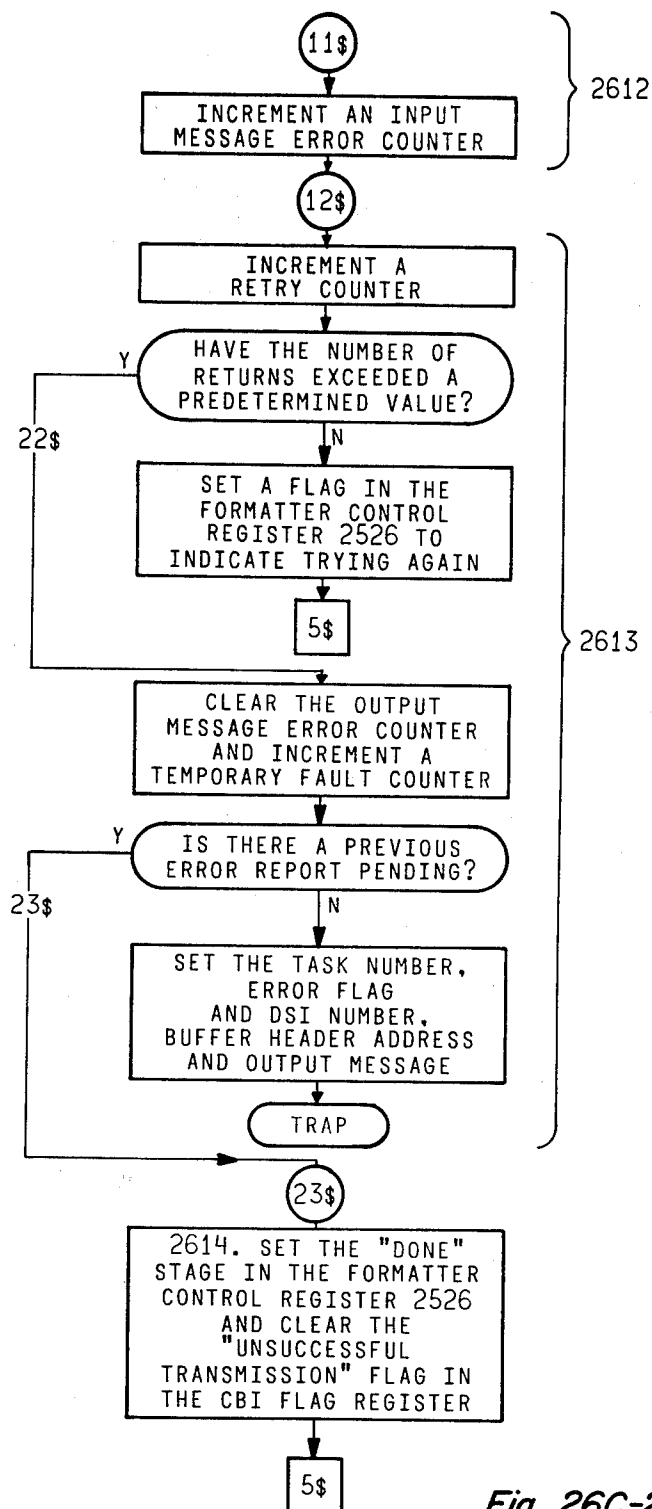 11$
2612
INCREMENT AN INPUT
MESSAGE ERROR COUNTER
12$
INCREMENT A
RETRY COUNTER
Y
HAVE THE NUMBER OF
RETURNS EXCEEDED A
PREDETERMINED VALUE?
22$
N
SET A FLAG IN THE
FORMATTER CONTROL
REGISTER 2526 TO
INDICATE TRYING AGAIN
5$
2613
CLEAR THE OUTPUT
MESSAGE ERROR COUNTER
AND INCREMENT A
TEMPORARY FAULT COUNTER
Y
IS THERE A PREVIOUS
ERROR REPORT PENDING?
23$
N
SET THE TASK NUMBER,
ERROR FLAG
AND DSI NUMBER,
BUFFER HEADER ADDRESS
AND OUTPUT MESSAGE
TRAP
23$
2614. SET THE "DONE"
STAGE IN THE FORMATTER
CONTROL REGISTER 2526
AND CLEAR THE
"UNSUCCESSFUL
TRANSMISSION" FLAG IN
THE CBI FLAG REGISTER
5$
Fig. 26C-2